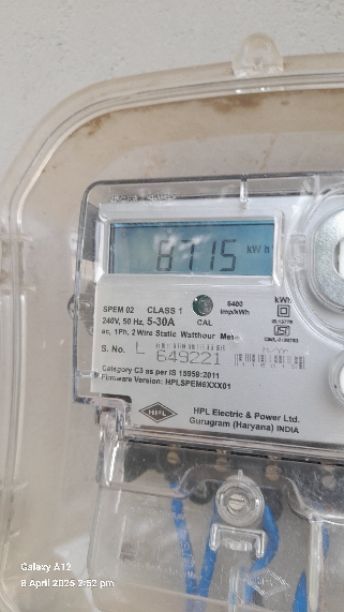 8715 kWh
SPEM 02 CLASS 1
6400
imp/kWh
kWh
240V, 50 Hz, 5-30A CAL
ac, 1Ph, 2 Wire Static Watthour Meter
S. No. L 649221
Category C3 as per IS 15959:2011
Firmware Version: HPLSPEM6XXX01
HPL
HPL Electric & Power Ltd.
Gurugram (Haryana) INDIA
Galaxy A12
8 April 2025 2:52 pm